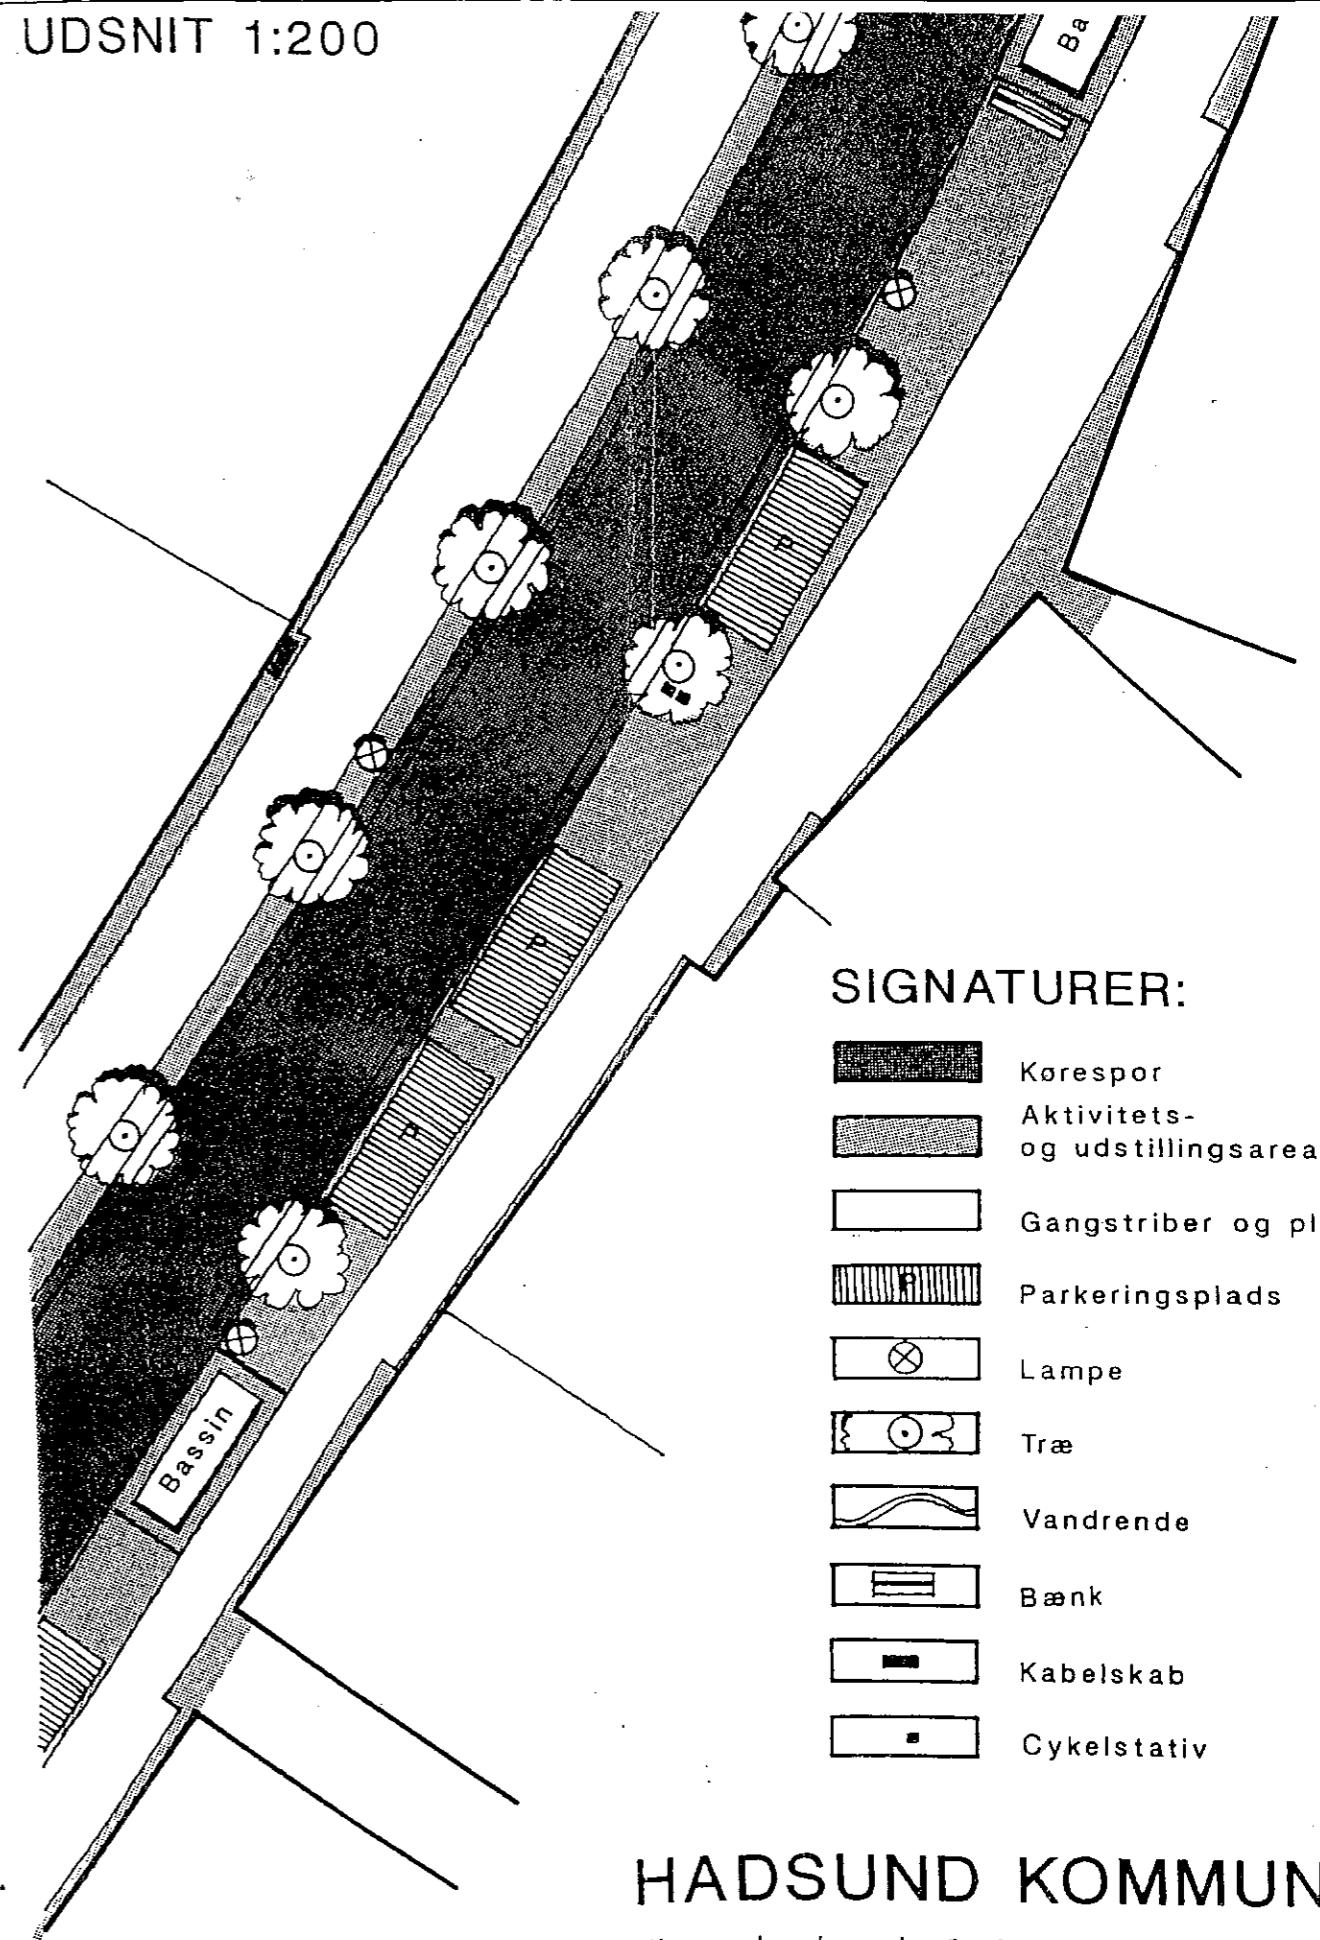 UDSNIT 1:200
Ba
P
P
P
Bassin
SIGNATURER:
Kørespor
Aktivitets-
og udstillingsarea
Gangstriber og pl
P
Parkeringsplads
Lampe
Træ
Vandrende
Bænk
Kabelskab
Cykelstativ
HADSUND KOMMUN